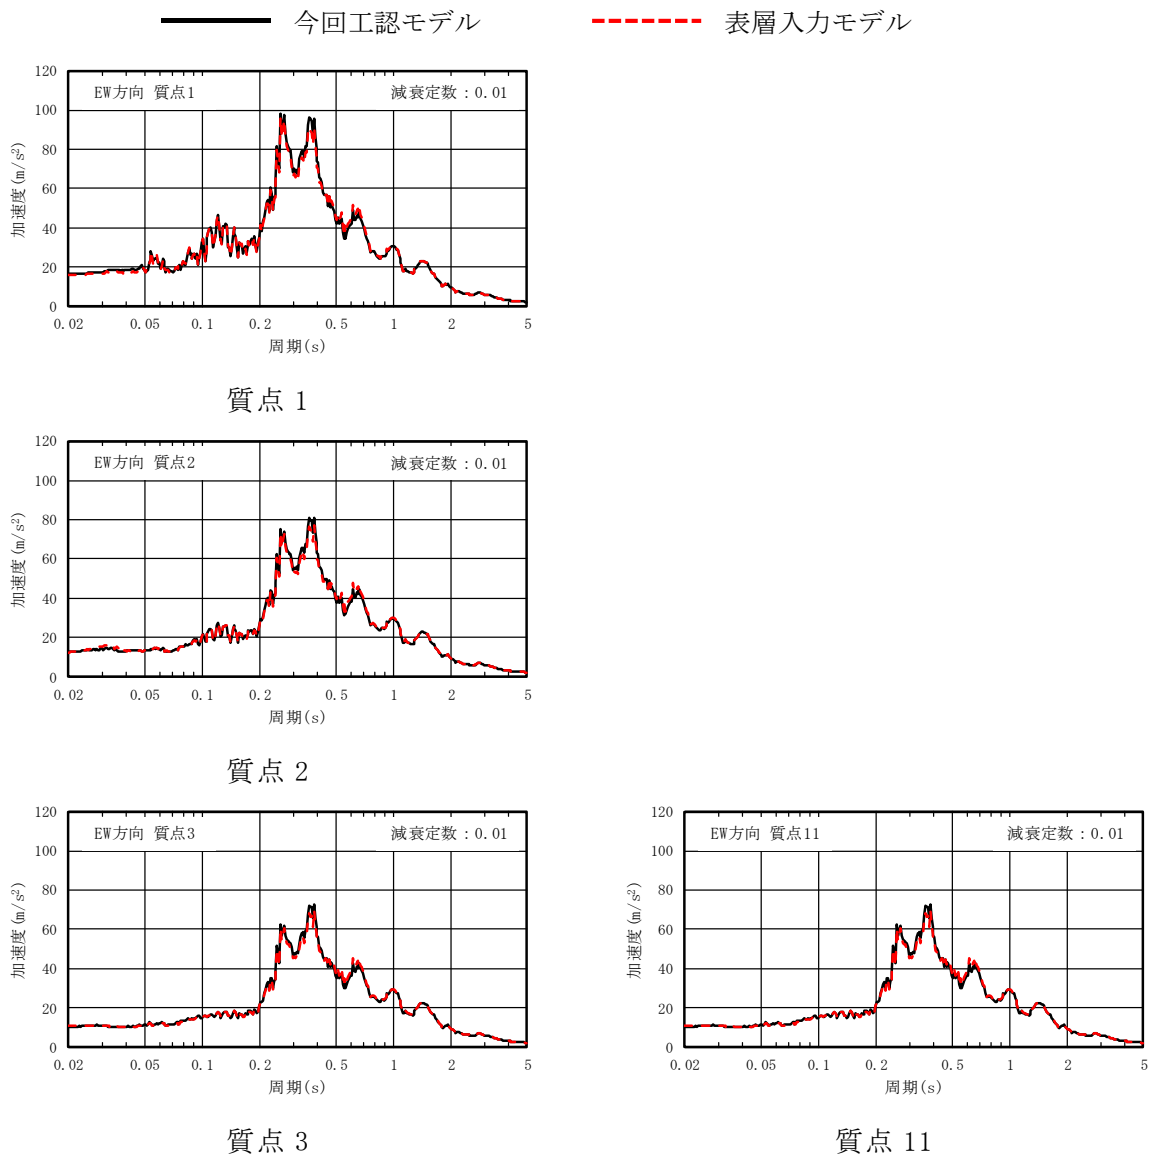 今回工認モデル 表層入力モデル
EW方向 質点1 減衰定数：0.01
加速度(m/s²)
120
100
80
60
40
20
0
0.02 0.05 0.1 0.2 0.5 1 2 5
周期(s)
質点 1
EW方向 質点2 減衰定数：0.01
加速度(m/s²)
120
100
80
60
40
20
0
0.02 0.05 0.1 0.2 0.5 1 2 5
周期(s)
質点 2
EW方向 質点3 減衰定数：0.01
加速度(m/s²)
120
100
80
60
40
20
0
0.02 0.05 0.1 0.2 0.5 1 2 5
周期(s)
質点 3
EW方向 質点11 減衰定数：0.01
加速度(m/s²)
120
100
80
60
40
20
0
0.02 0.05 0.1 0.2 0.5 1 2 5
周期(s)
質点 11